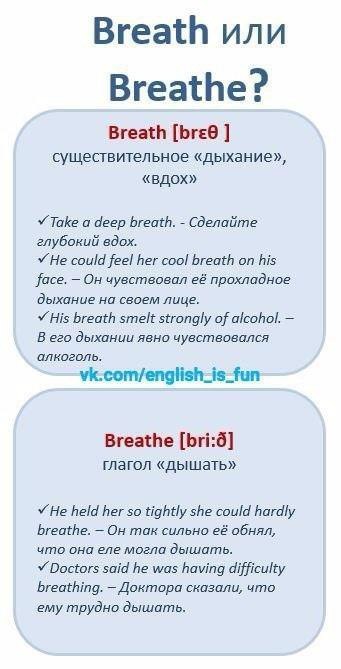 Breath или
Breathe?
Breath [brɛθ ]
существительное «дыхание»,
«вдох»
✓Take a deep breath. - Сделайте
глубокий вдох.
✓He could feel her cool breath on his
face. – Он чувствовал её прохладное
дыхание на своем лице.
✓His breath smelt strongly of alcohol. –
В его дыхании явно чувствовался
алкоголь.
vk.com/english_is_fun
Breathe [bri:ð]
глагол «дышать»
✓He held her so tightly she could hardly
breathe. – Он так сильно её обнял,
что она еле могла дышать.
✓Doctors said he was having difficulty
breathing. – Доктора сказали, что
ему трудно дышать.